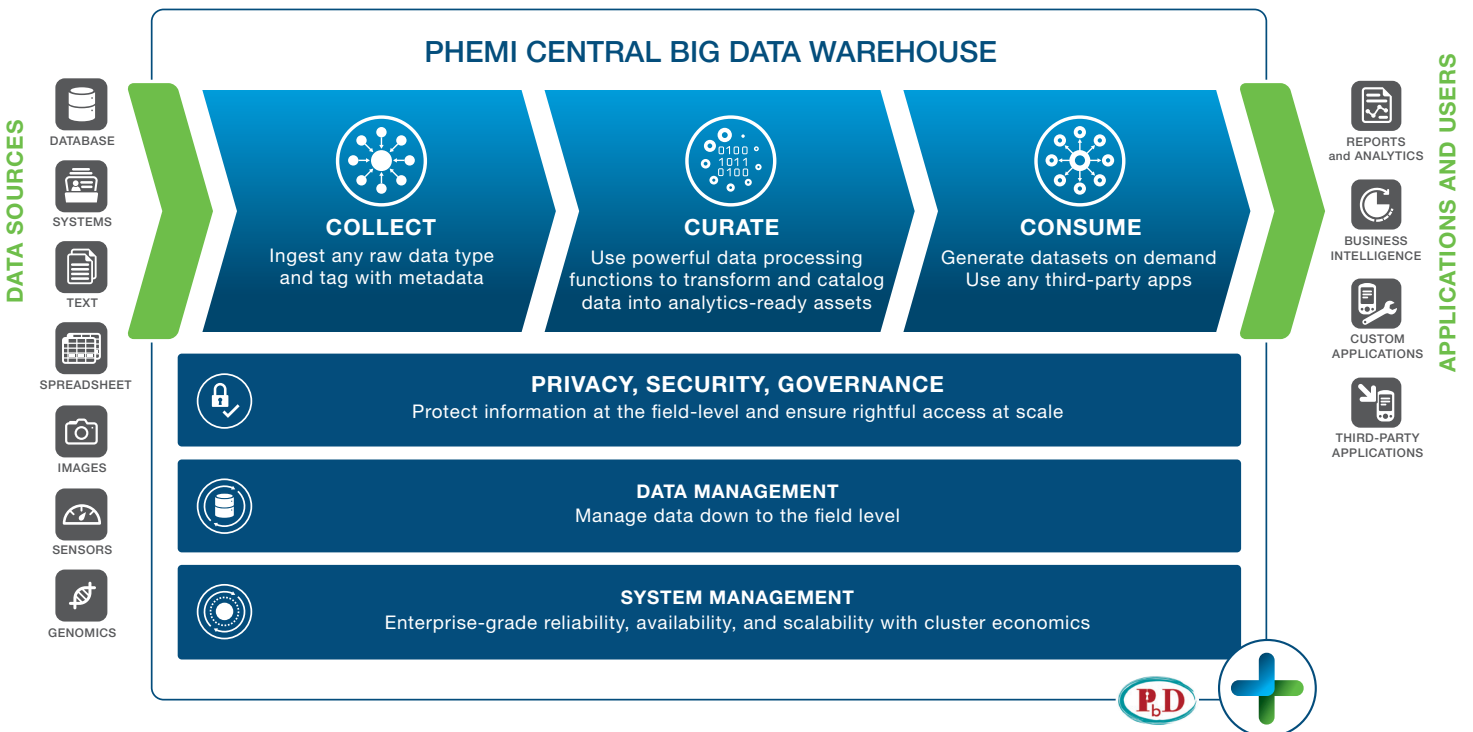 PHEMI CENTRAL BIG DATA WAREHOUSE
DATA SOURCES
DATABASE
SYSTEMS
TEXT
SPREADSHEET
IMAGES
SENSORS
GENOMICS
COLLECT
Ingest any raw data type
and tag with metadata
0100
1011
0100
CURATE
Use powerful data processing
functions to transform and catalog
data into analytics-ready assets
CONSUME
Generate datasets on demand
Use any third-party apps
PRIVACY, SECURITY, GOVERNANCE
Protect information at the field-level and ensure rightful access at scale
DATA MANAGEMENT
Manage data down to the field level
SYSTEM MANAGEMENT
Enterprise-grade reliability, availability, and scalability with cluster economics
APPLICATIONS AND USERS
REPORTS
and ANALYTICS
BUSINESS
INTELLIGENCE
CUSTOM
APPLICATIONS
THIRD-PARTY
APPLICATIONS
PbD